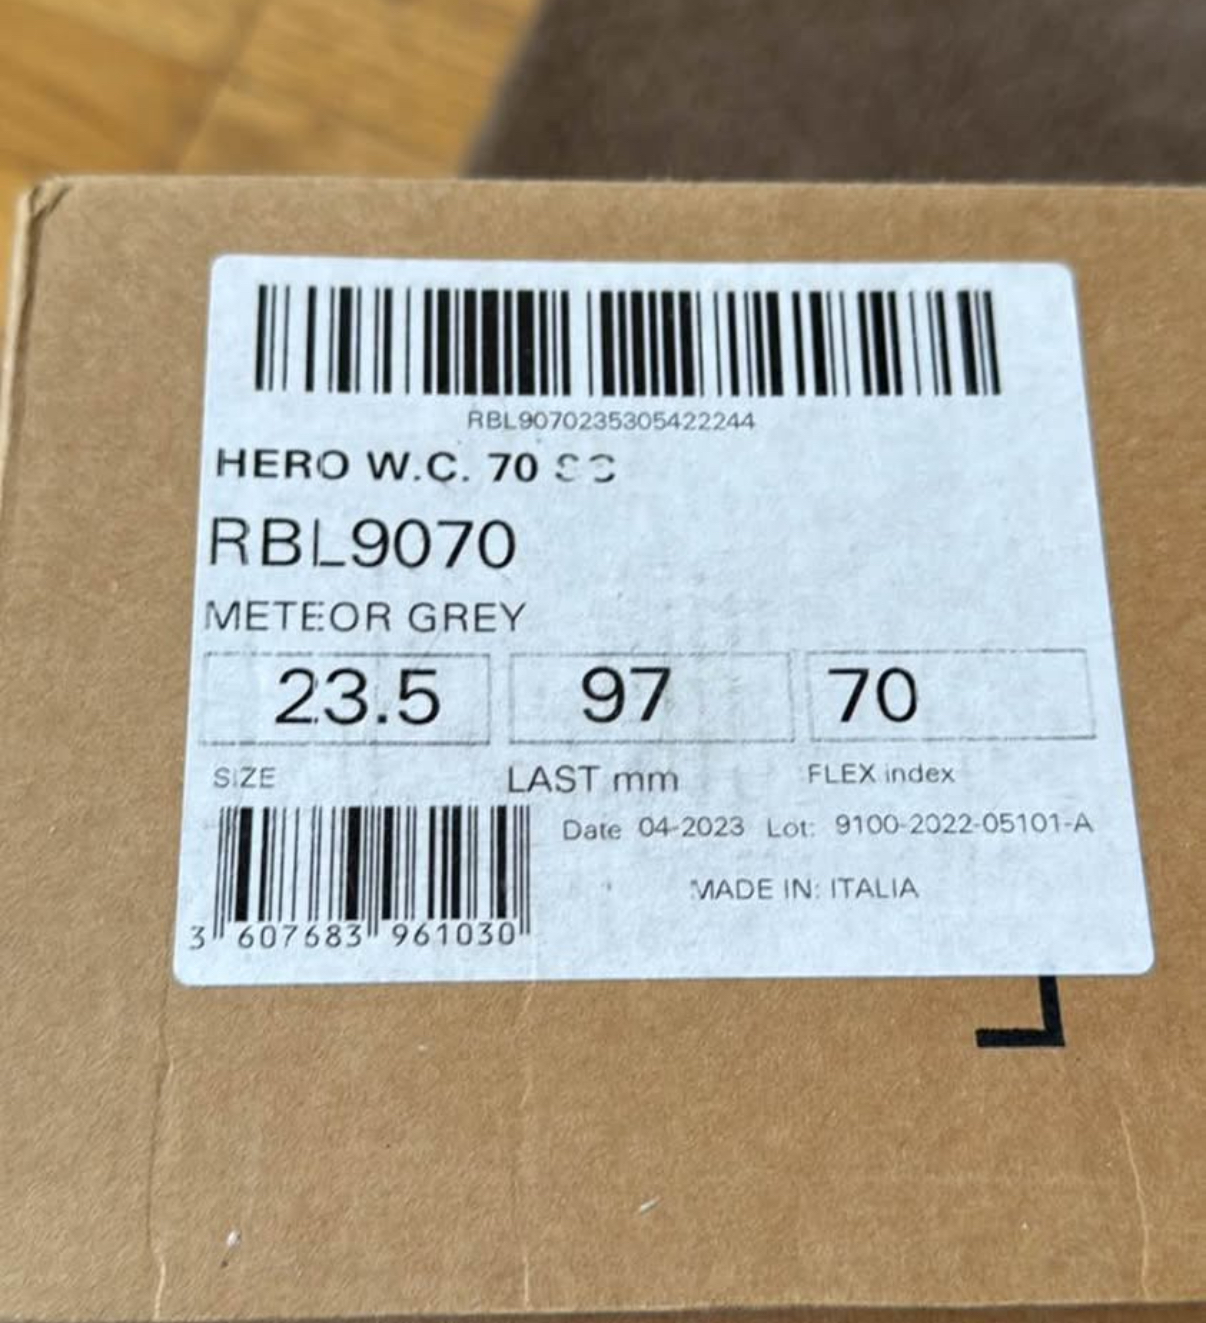 RBL9070235305422244
HERO W.C. 70 SC
RBL9070
METEOR GREY
23.5 97 70
SIZE LAST mm FLEX index
Date 04-2023 Lot: 9100-2022-05101-A
MADE IN: ITALIA
3 607683 961030